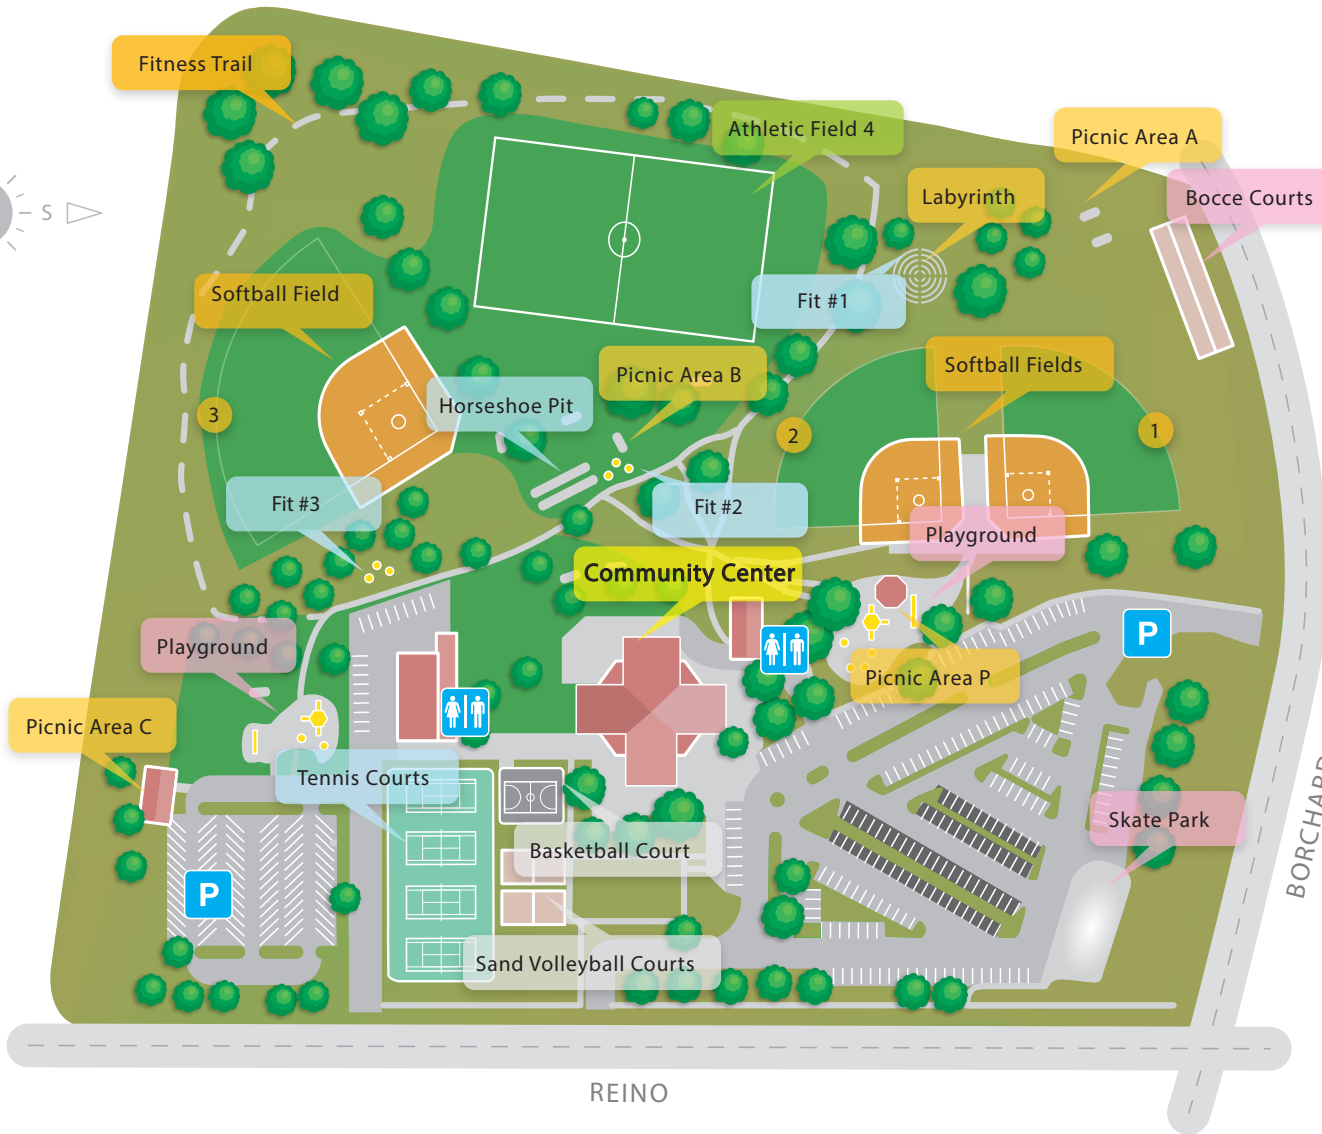 Fitness Trail
Athletic Field 4
Picnic Area A
Labyrinth
Bocce Courts
S
Softball Field
Fit #1
Picnic Area B
Softball Fields
Horseshoe Pit
3
2
1
Fit #3
Fit #2
Playground
Community Center
Playground
P
Picnic Area P
Picnic Area C
Tennis Courts
Skate Park
Basketball Court
BORCHARD
P
Sand Volleyball Courts
REINO